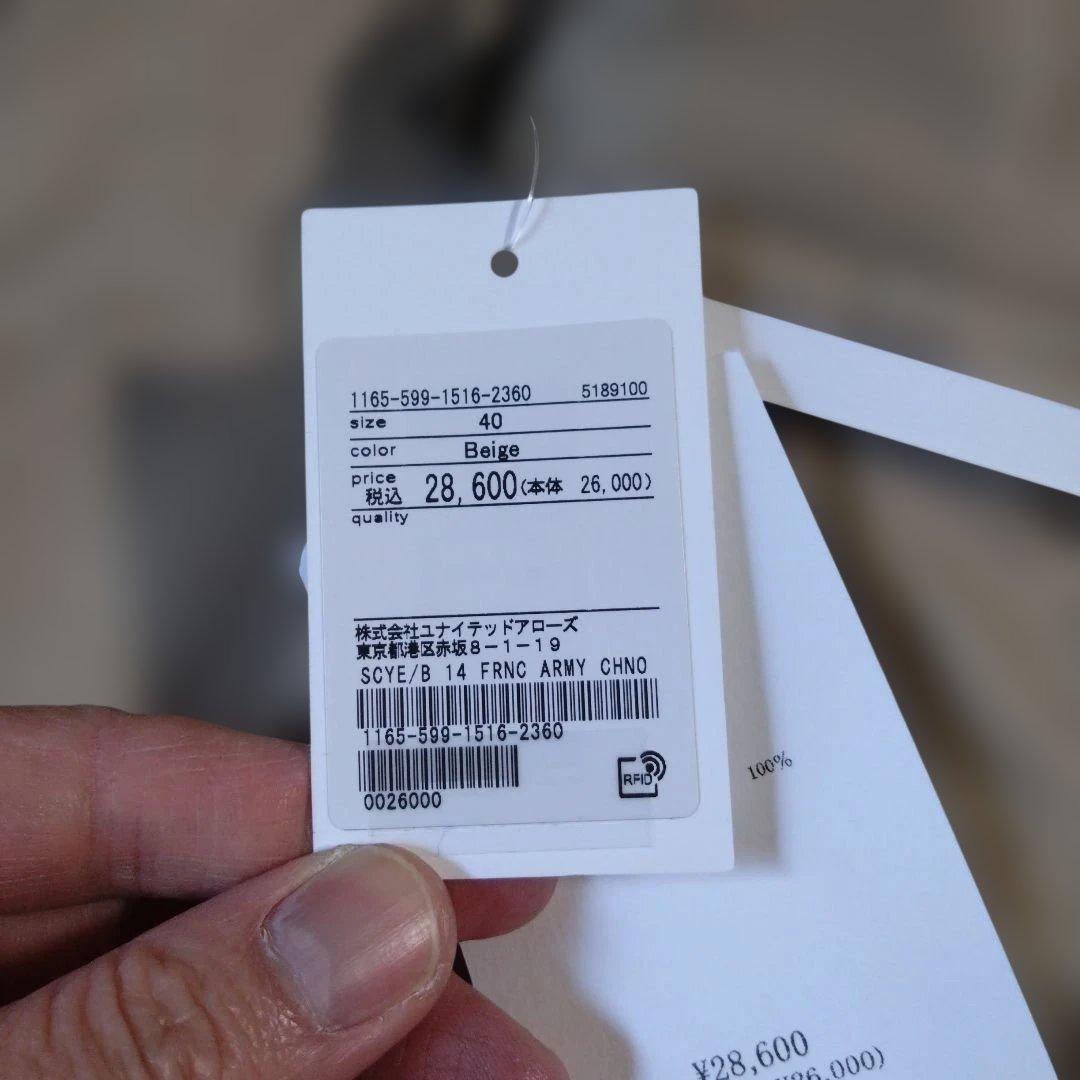 1165-599-1516-2360 5189100
size 40
color Beige
price
税込 28,600(本体 26,000)
quality
株式会社ユナイテッドアローズ
東京都港区赤坂8-1-19
SCYE/B 14 FRNC ARMY CHNO
1165-599-1516-2360
0026000
RFID
100%
¥28,600
¥26,000)